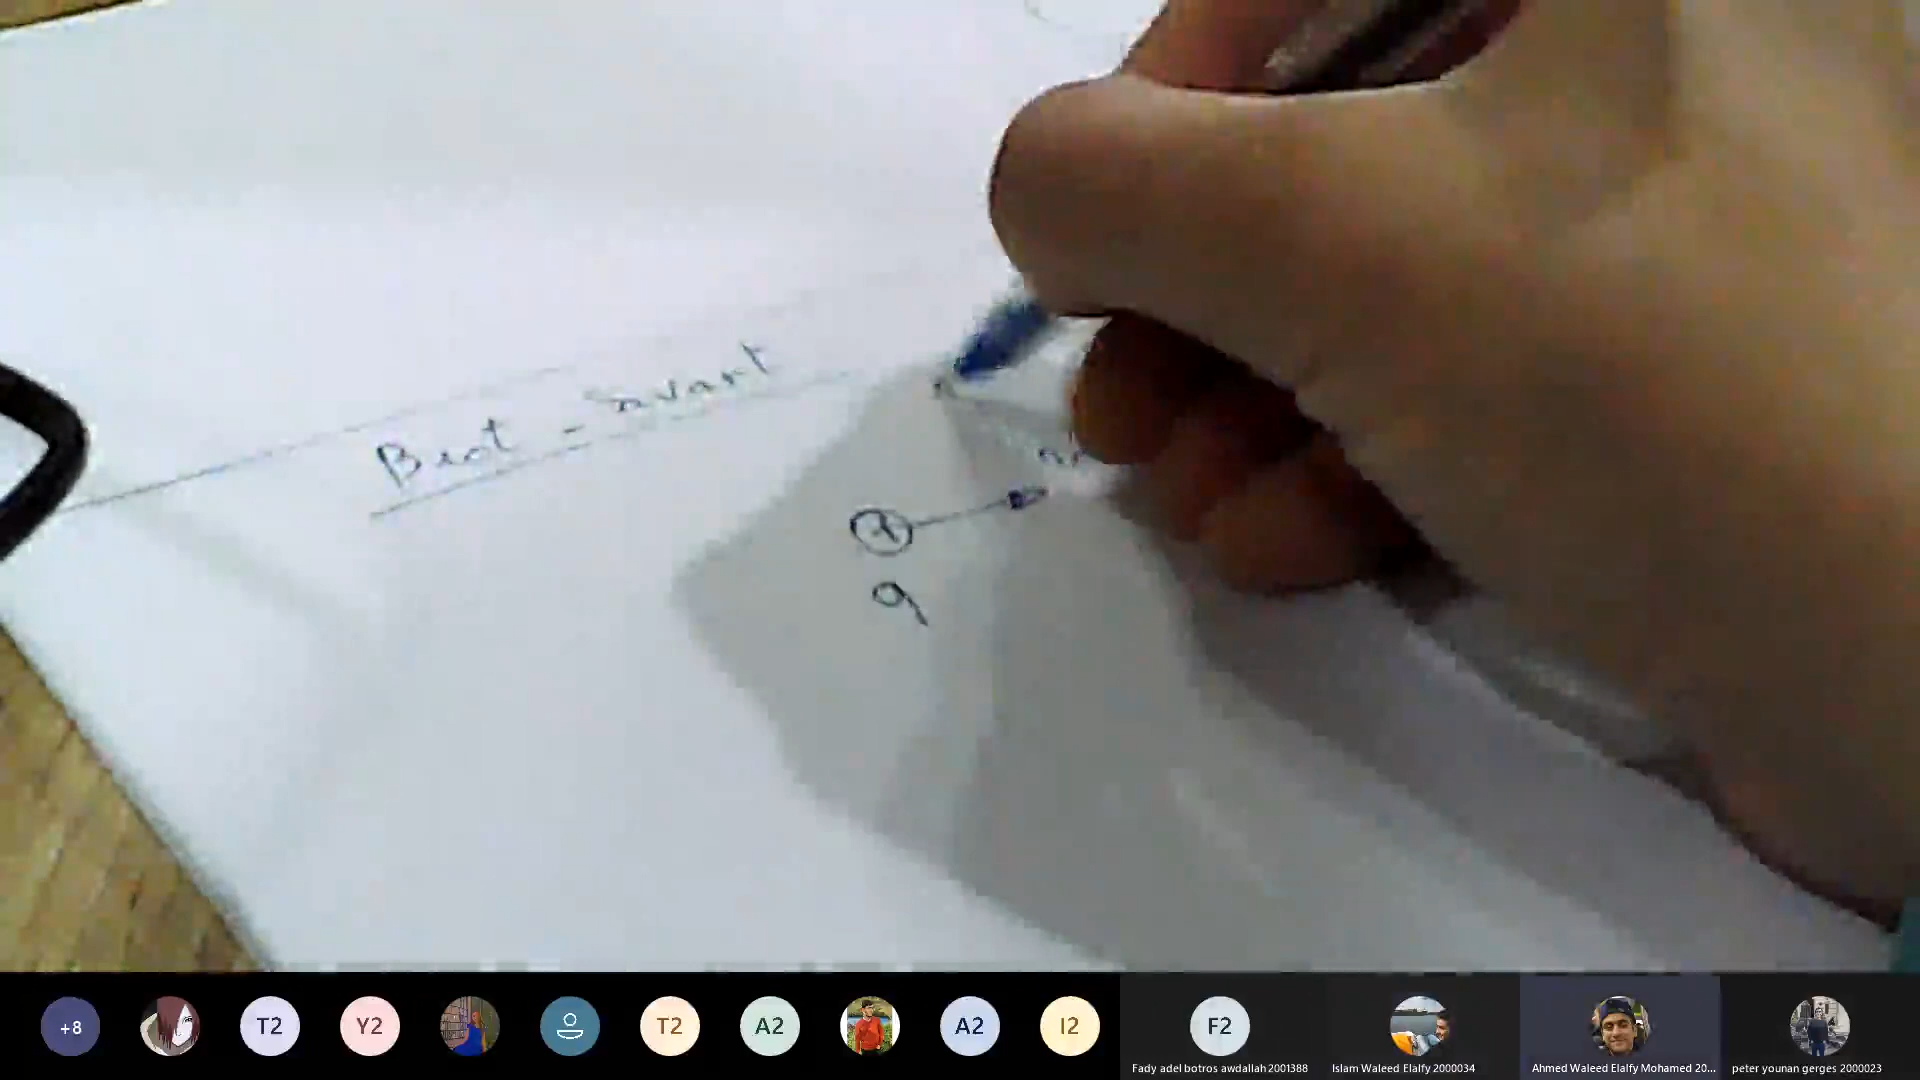 Biot - Svart
q
+8
T2
Y2
T2
A2
A2
I2
F2
Fady adel botros awdallah 2001388
Islam Waleed Elalfy 2000034
Ahmed Waleed Elalfy Mohamed 20...
peter younan gerges 2000023